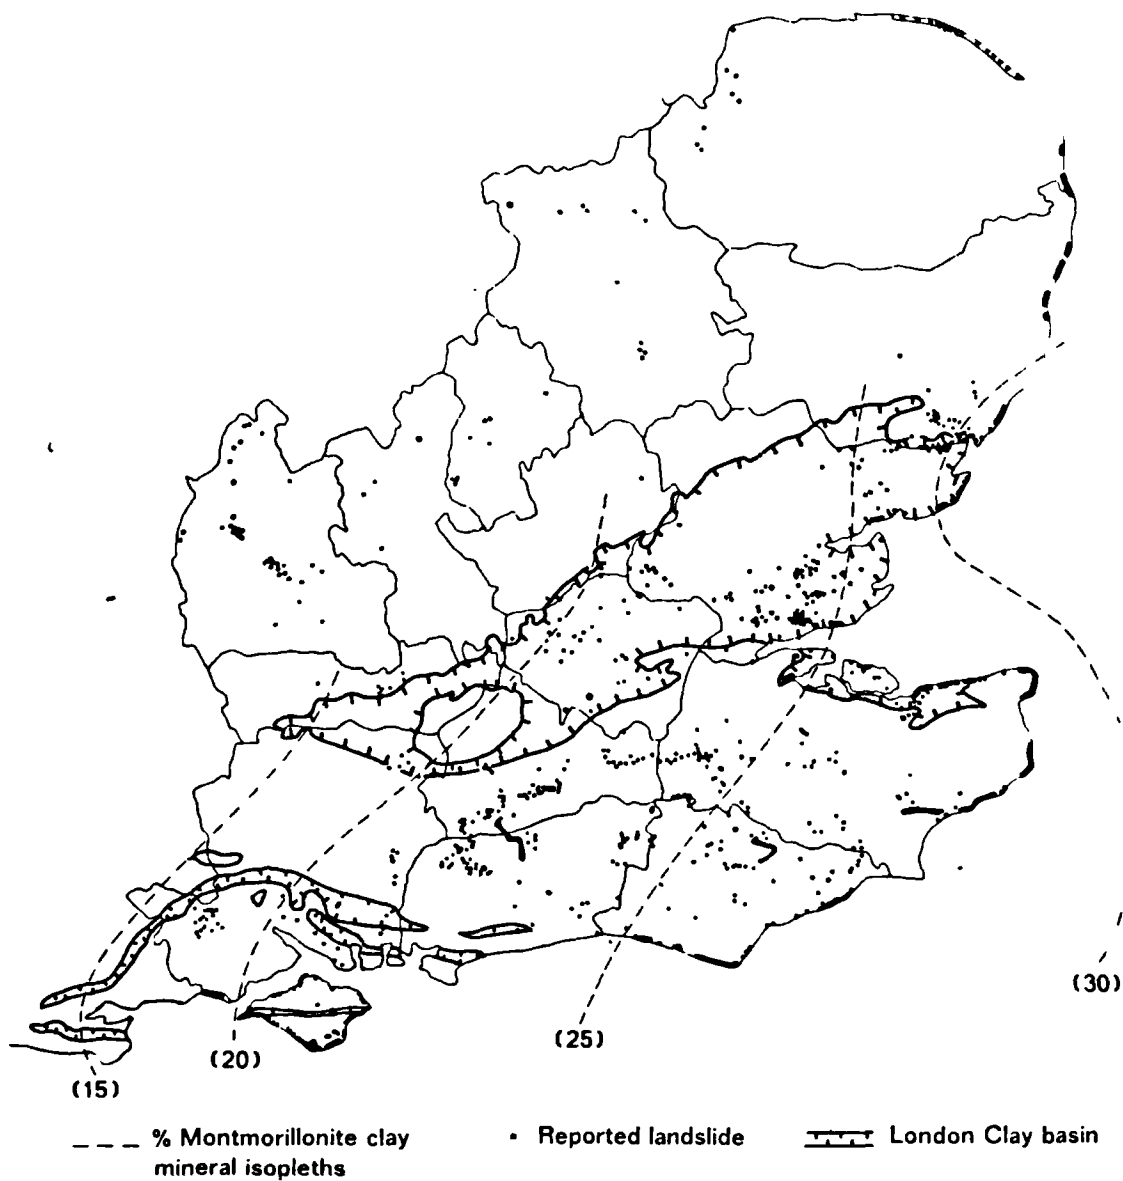 (30)
(25)
(20)
(15)
% Montmorillonite clay
mineral isopleths
Reported landslide
London Clay basin